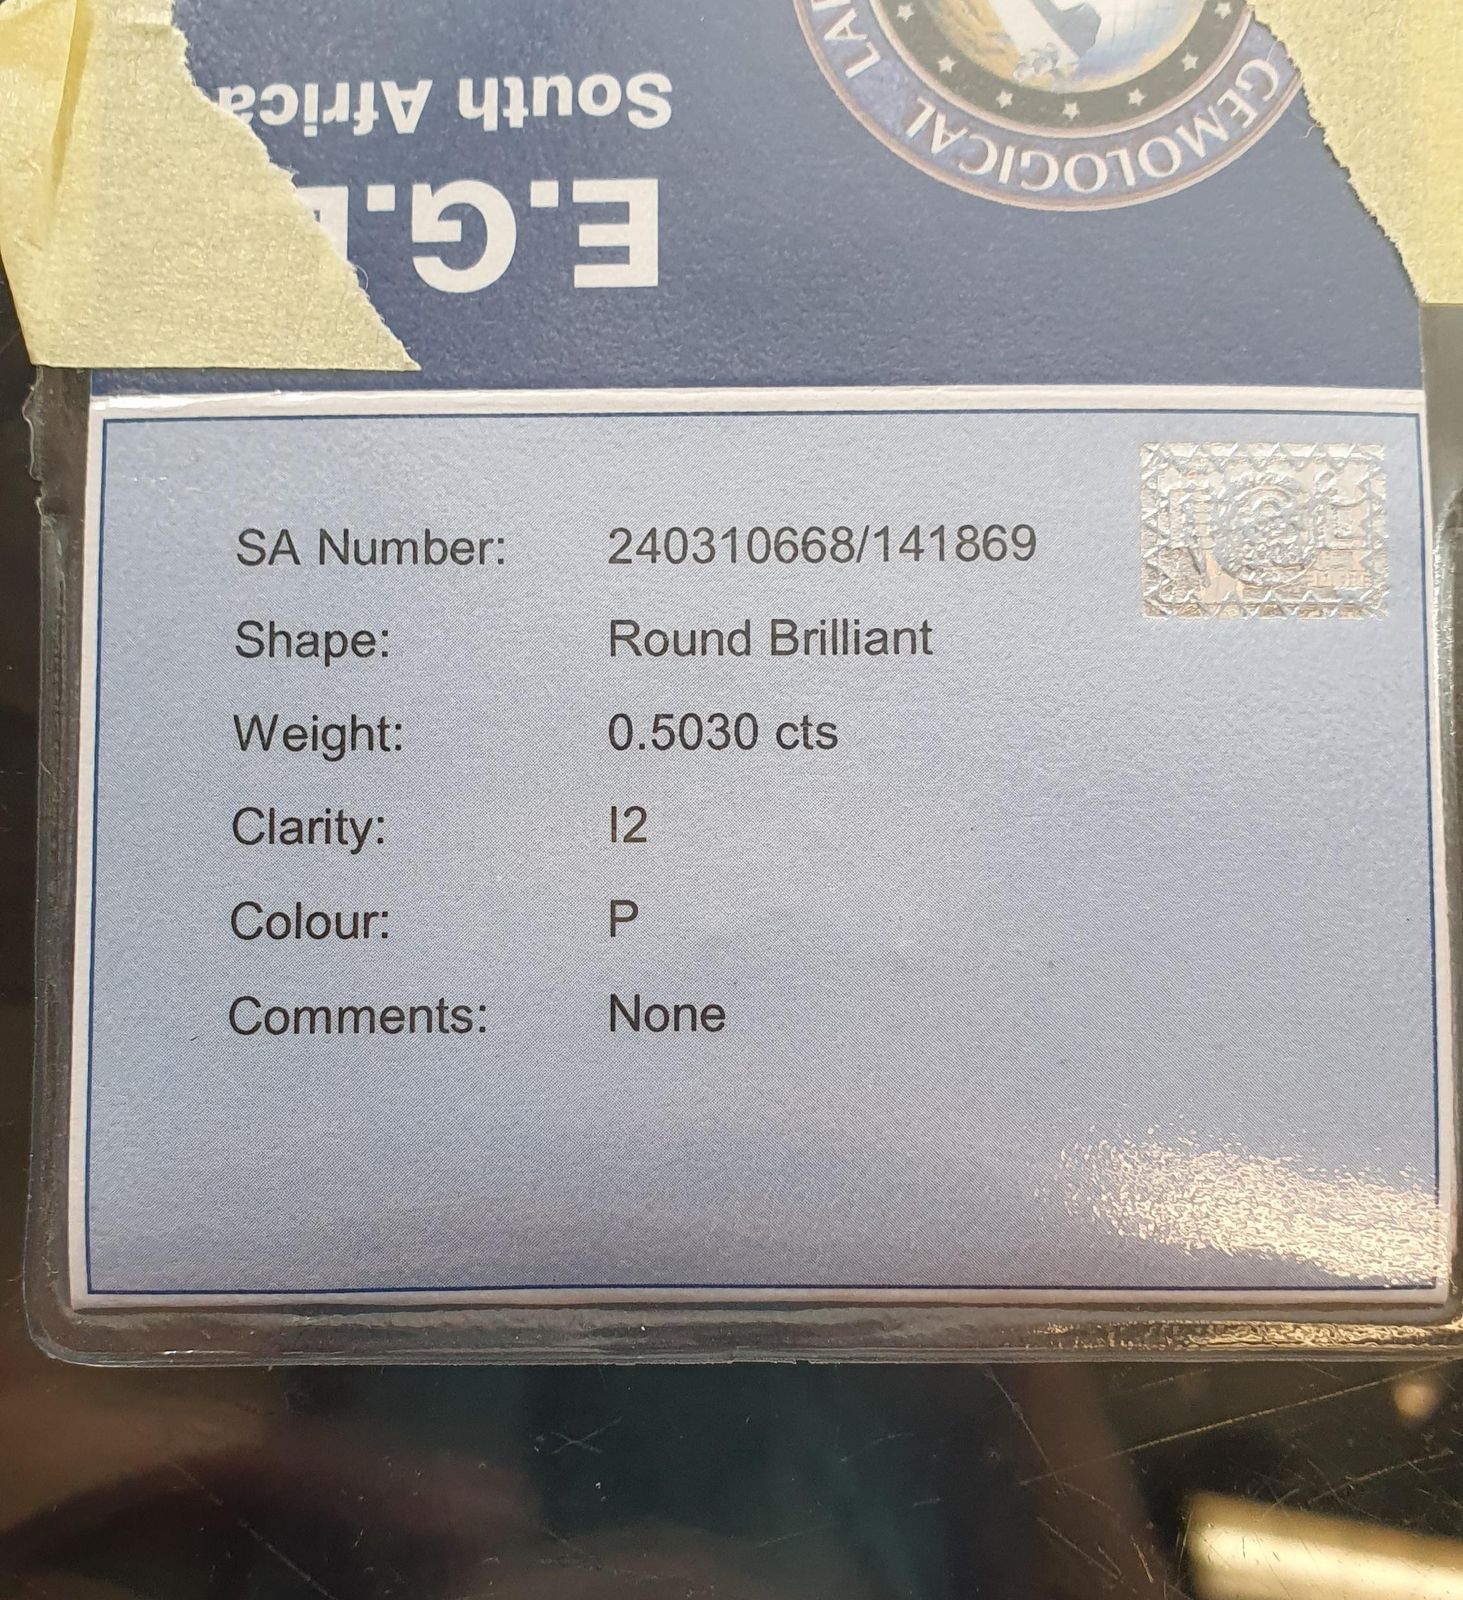 South Africa
E.G.
GEMOLOGICAL
SA Number: 240310668/141869
Shape: Round Brilliant
Weight: 0.5030 cts
Clarity: I2
Colour: P
Comments: None